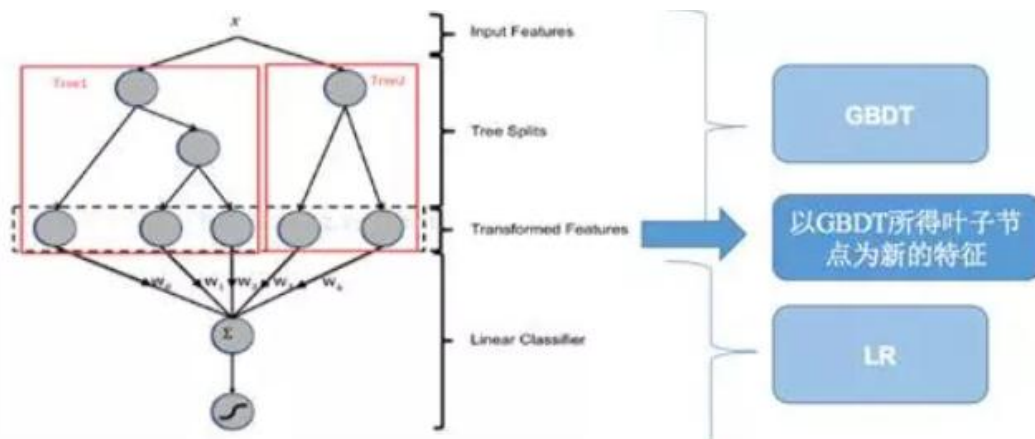 x
Input Features
Tree1
Tree2
Tree Splits
GBDT
Transformed Features
以GBDT所得叶子节
点为新的特征
W₀
W₁
W₂
W₃
W₄
Σ
Linear Classifier
LR